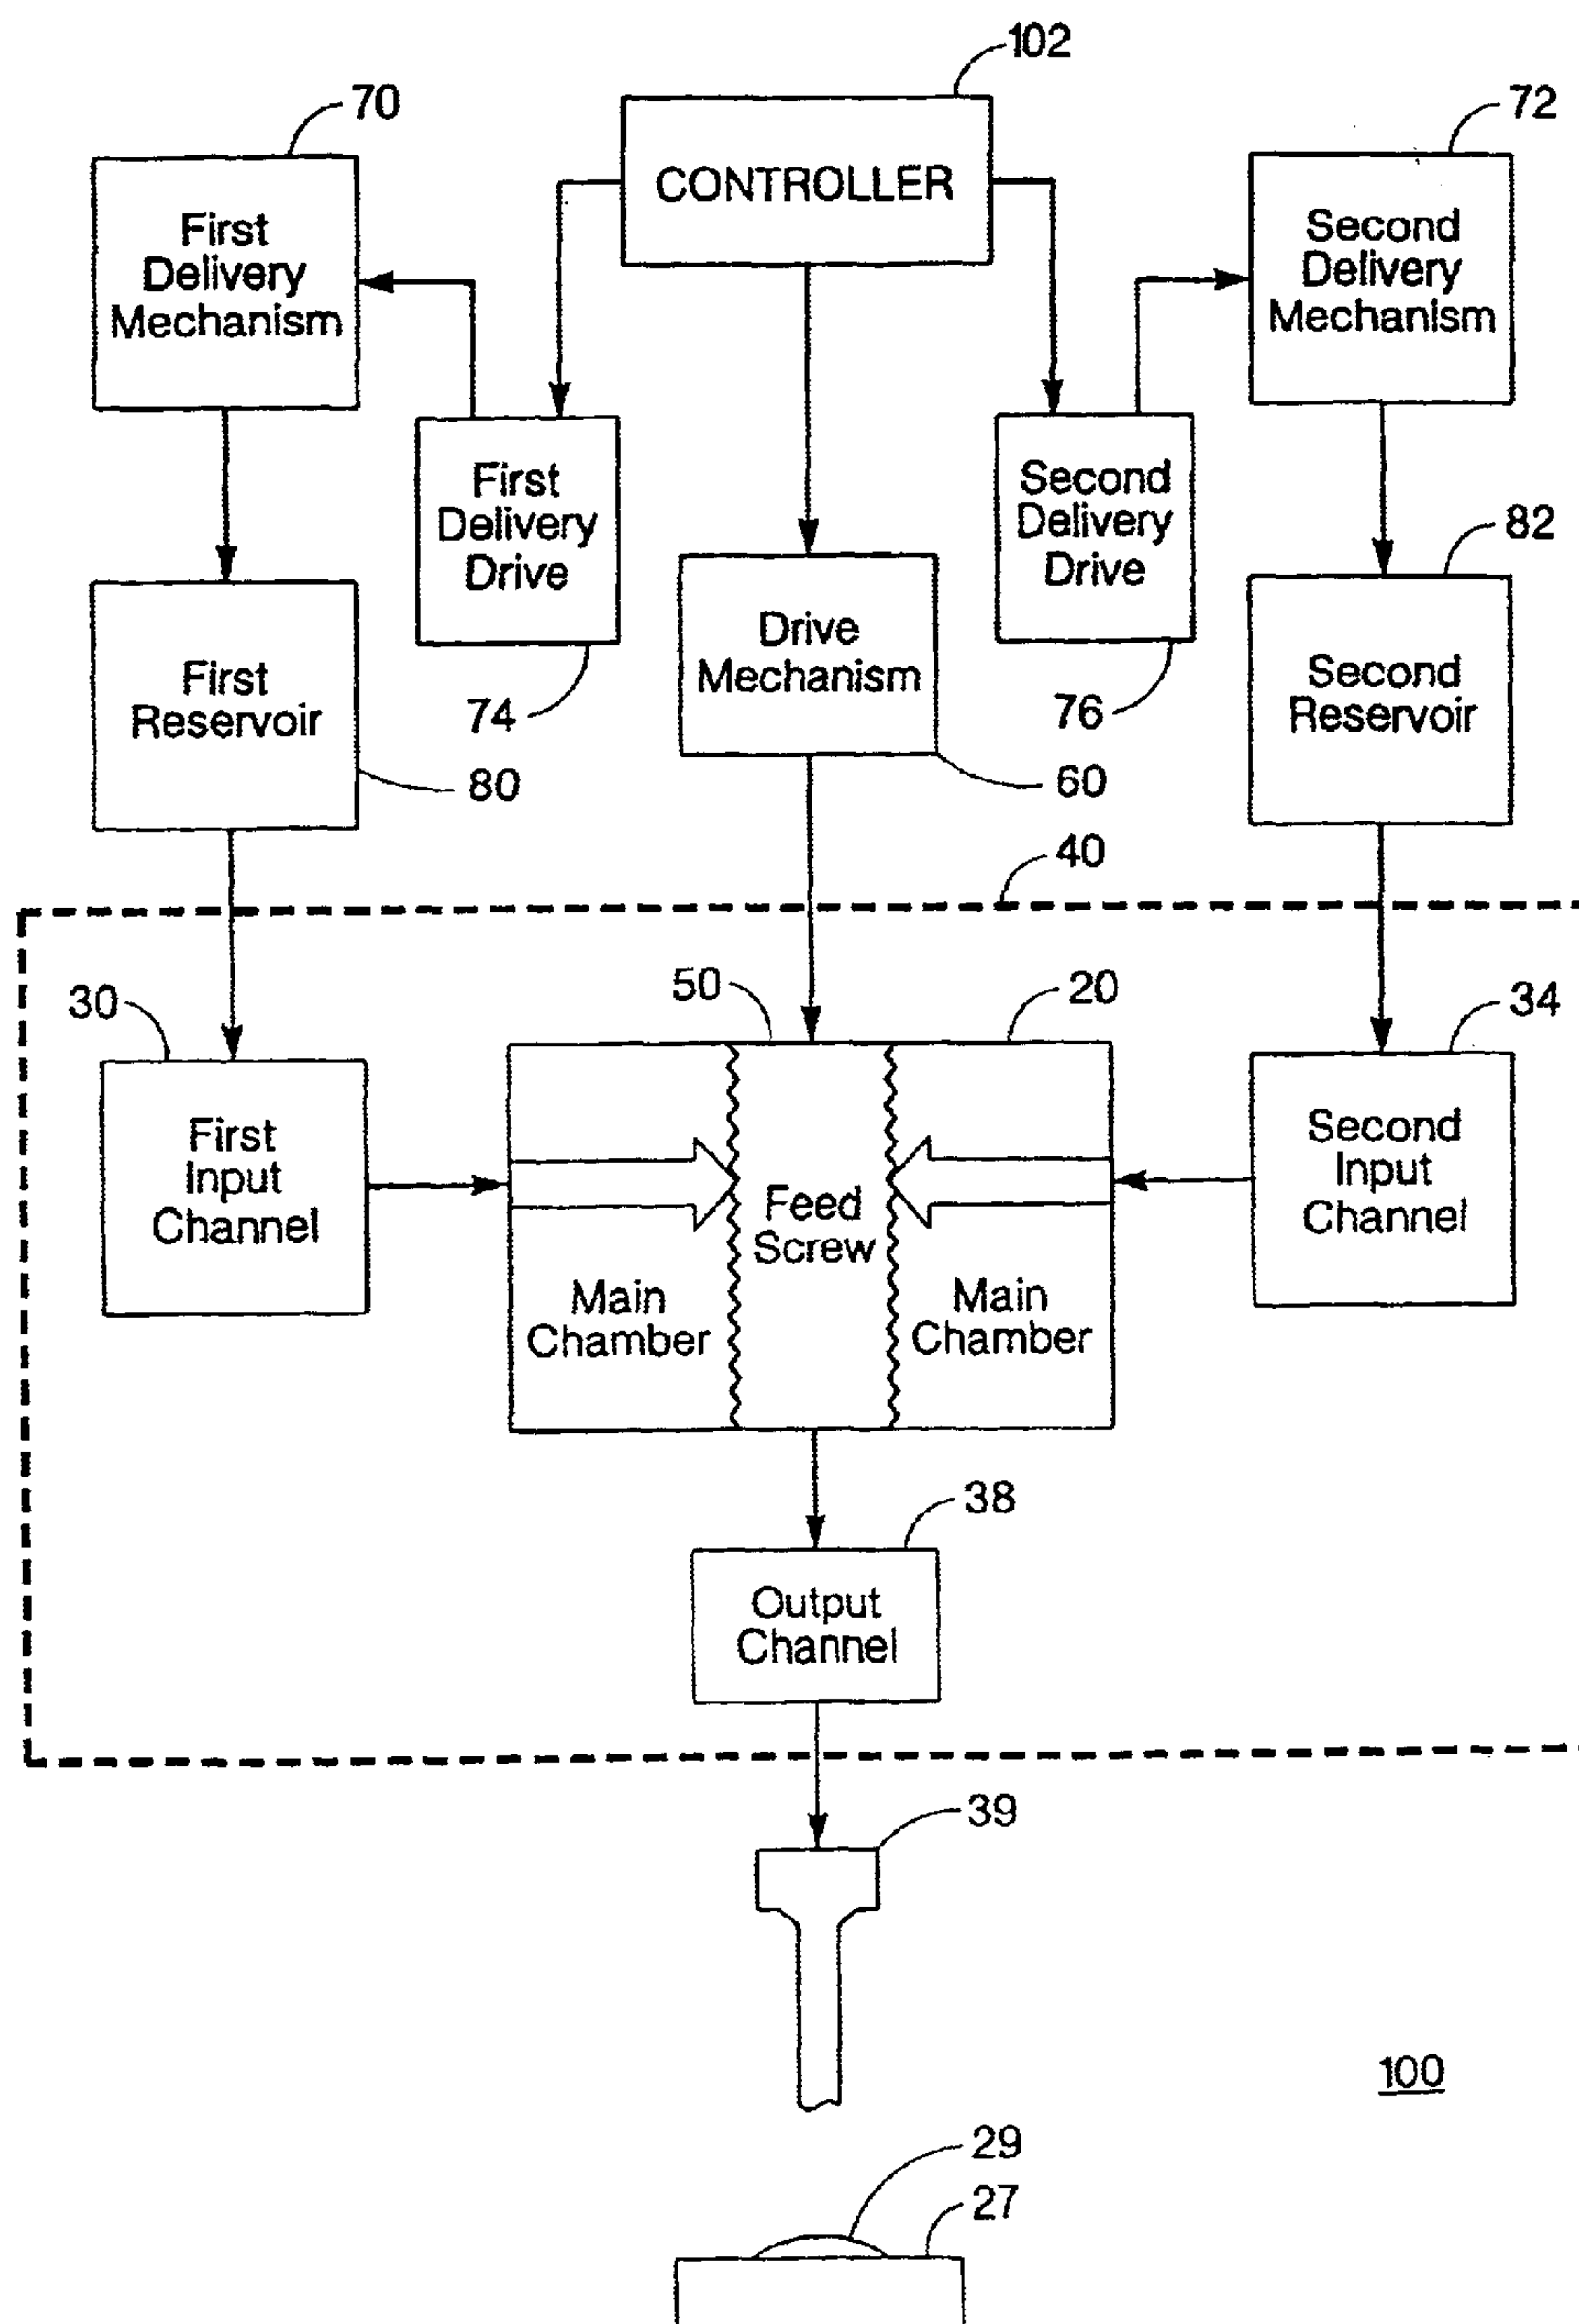 102
70
72
CONTROLLER
First
Delivery
Mechanism
Second
Delivery
Mechanism
First
Delivery
Drive
Second
Delivery
Drive
82
Drive
Mechanism
First
Reservoir
Second
Reservoir
74
76
80
60
40
50
20
30
34
First
Input
Channel
Feed
Screw
Second
Input
Channel
Main
Chamber
Main
Chamber
38
Output
Channel
39
100
29
27